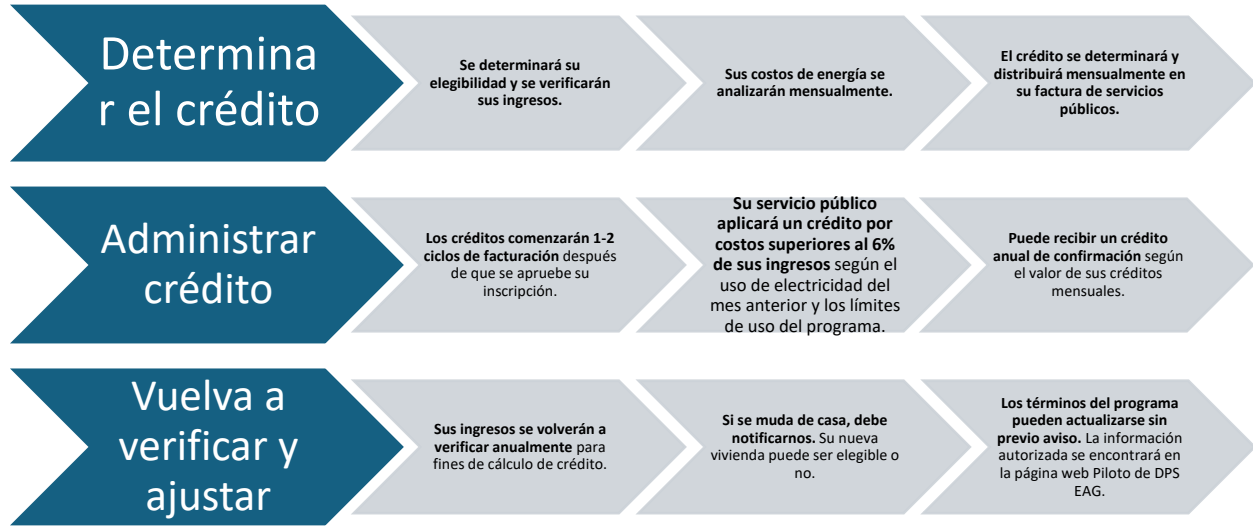 Determina
r el crédito
Se determinará su
elegibilidad y se verificarán
sus ingresos.
Sus costos de energía se
analizarán mensualmente.
El crédito se determinará y
distribuirá mensualmente en
su factura de servicios
públicos.
Administrar
crédito
Los créditos comenzarán 1-2
ciclos de facturación después
de que se apruebe su
inscripción.
Su servicio público
aplicará un crédito por
costos superiores al 6%
de sus ingresos según el
uso de electricidad del
mes anterior y los límites
de uso del programa.
Puede recibir un crédito
anual de confirmación según
el valor de sus créditos
mensuales.
Vuelva a
verificar y
ajustar
Sus ingresos se volverán a
verificar anualmente para
fines de cálculo de crédito.
Si se muda de casa, debe
notificarnos. Su nueva
vivienda puede ser elegible o
no.
Los términos del programa
pueden actualizarse sin
previo aviso. La información
autorizada se encontrará en
la página web Piloto de DPS
EAG.